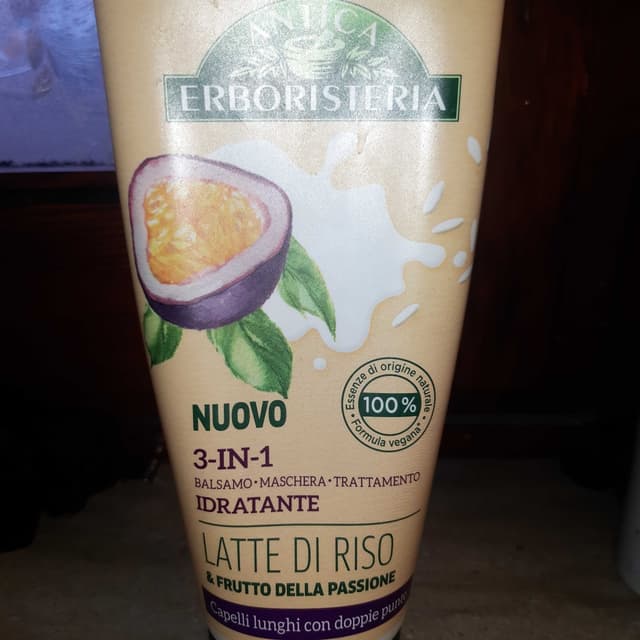 ANTICA
ERBORISTERIA
NUOVO
3-IN-1
BALSAMO • MASCHERA • TRATTAMENTO
IDRATANTE
Essenze di origine naturale
100%
Formula vegana*
LATTE DI RISO
& FRUTTO DELLA PASSIONE
Capelli lunghi con doppie punte